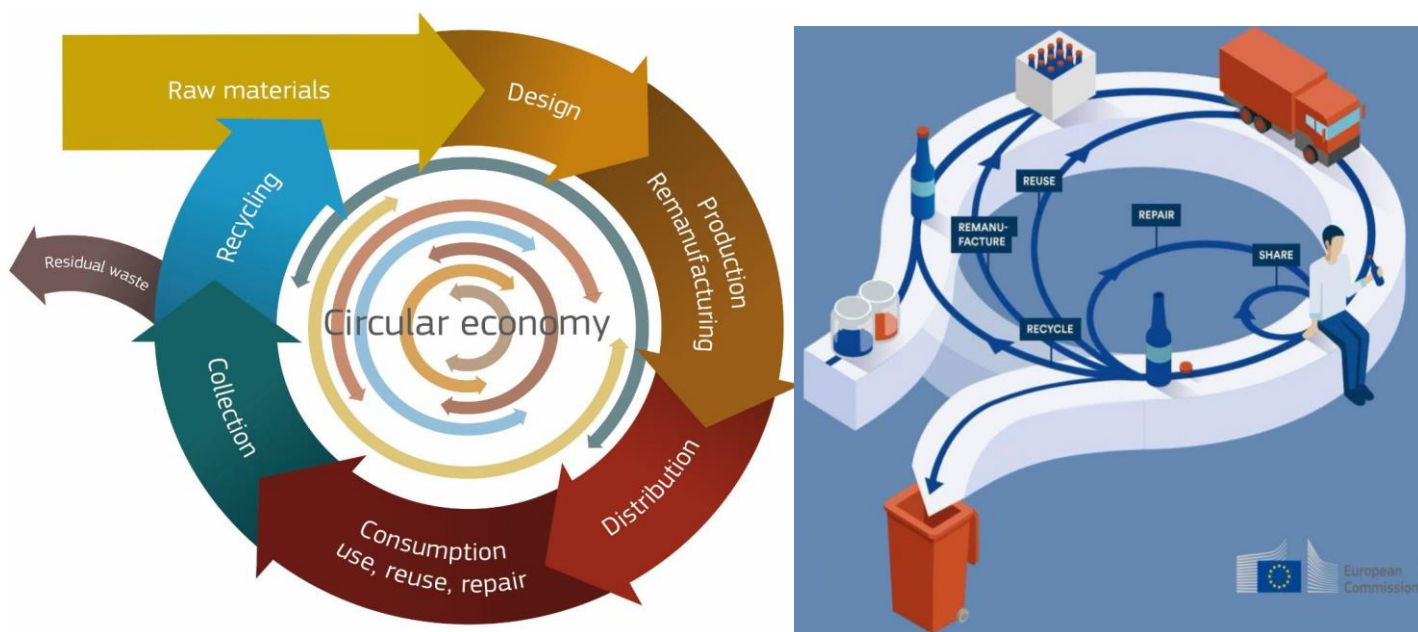 Raw materials
Design
Production
Remanufacturing
Distribution
Consumption
use, reuse, repair
Collection
Recycling
Residual waste
Circular economy
REUSE
REMANU-
FACTURE
REPAIR
SHARE
RECYCLE
European
Commission